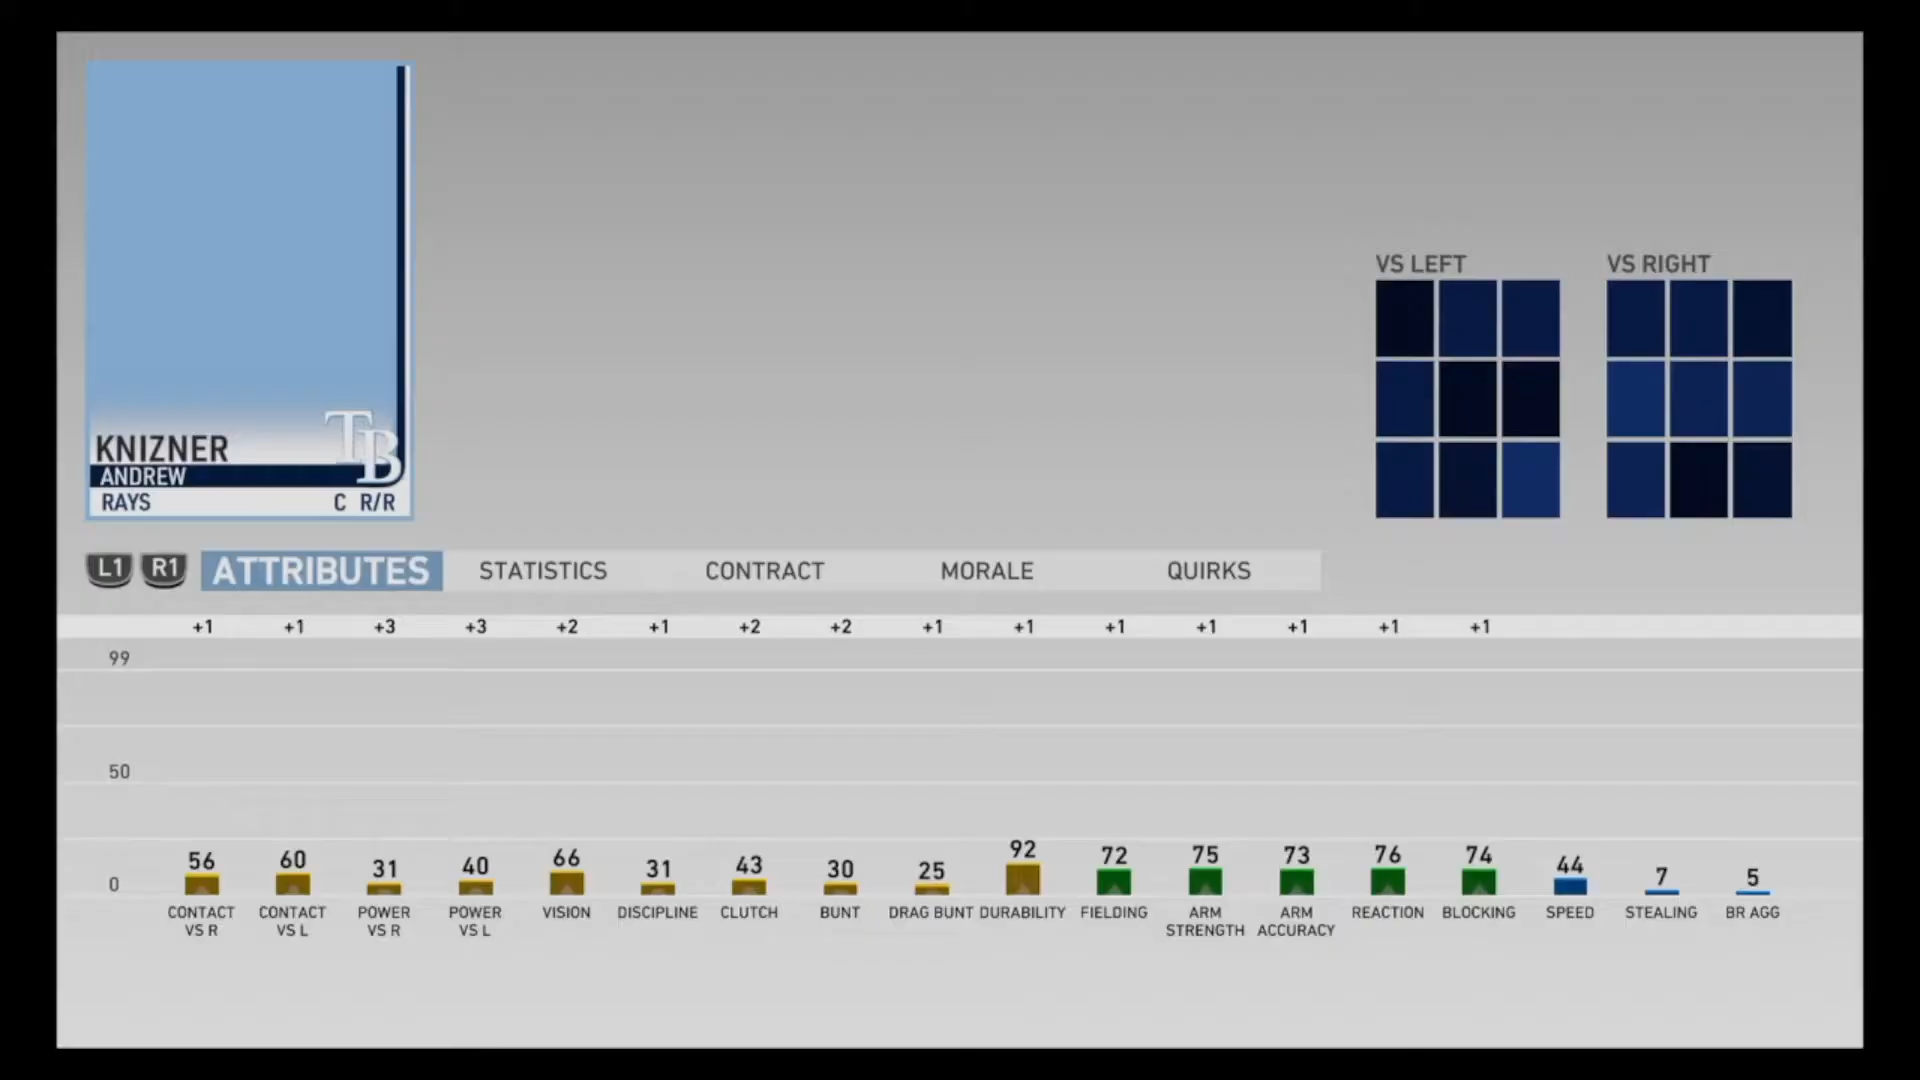 VS LEFT VS RIGHT
TB
KNIZNER
ANDREW
RAYS C R/R
L1 R1 ATTRIBUTES STATISTICS CONTRACT MORALE QUIRKS
+1 +1 +3 +3 +2 +1 +2 +2 +1 +1 +1 +1 +1 +1 +1
99
50
0
56 60 31 40 66 31 43 30 25 92 72 75 73 76 74 44 7 5
CONTACT VS R
CONTACT VS L
POWER VS R
POWER VS L
VISION
DISCIPLINE
CLUTCH
BUNT
DRAG BUNT
DURABILITY
FIELDING
ARM STRENGTH
ARM ACCURACY
REACTION
BLOCKING
SPEED
STEALING
BR AGG